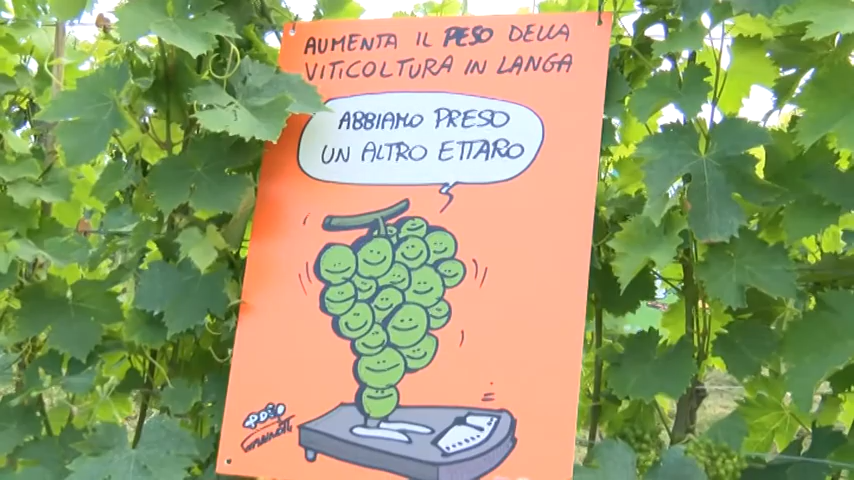 AUMENTA IL PESO DELLA
VITICOLTURA IN LANGA
ABBIAMO PRESO
UN ALTRO ETTARO